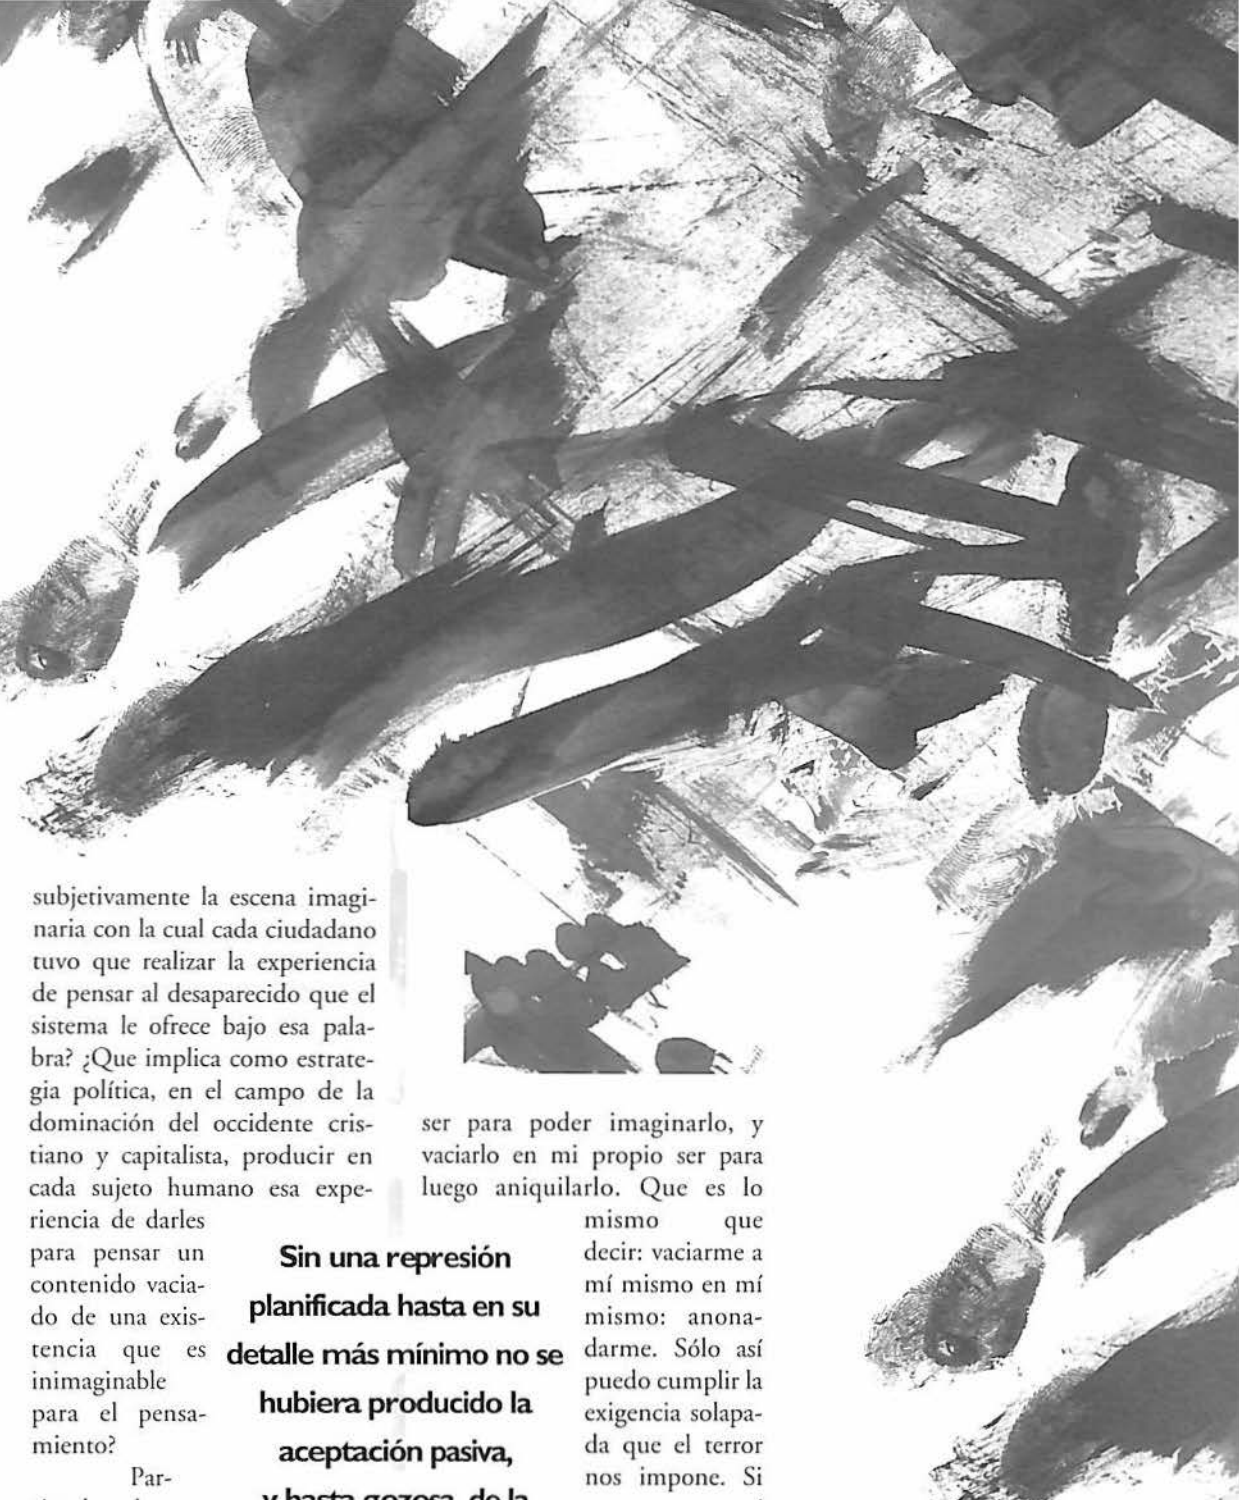 subjetivamente la escena imagi-
naria con la cual cada ciudadano
tuvo que realizar la experiencia
de pensar al desaparecido que el
sistema le ofrece bajo esa pala-
bra? ¿Que implica como estrate-
gia política, en el campo de la
dominación del occidente cris-
tiano y capitalista, producir en
cada sujeto humano esa expe-
riencia de darles
para pensar un
contenido vacia-
do de una exis-
tencia que es
inimaginable
para el pensa-
miento?
Par-
Sin una represión
planificada hasta en su
detalle más mínimo no se
hubiera producido la
aceptación pasiva,
y hasta gozosa, de la
ser para poder imaginarlo, y
vaciarlo en mi propio ser para
luego aniquilarlo. Que es lo
mismo que
decir: vaciarme a
mí mismo en mí
mismo: anona-
darme. Sólo así
puedo cumplir la
exigencia solapa-
da que el terror
nos impone. Si